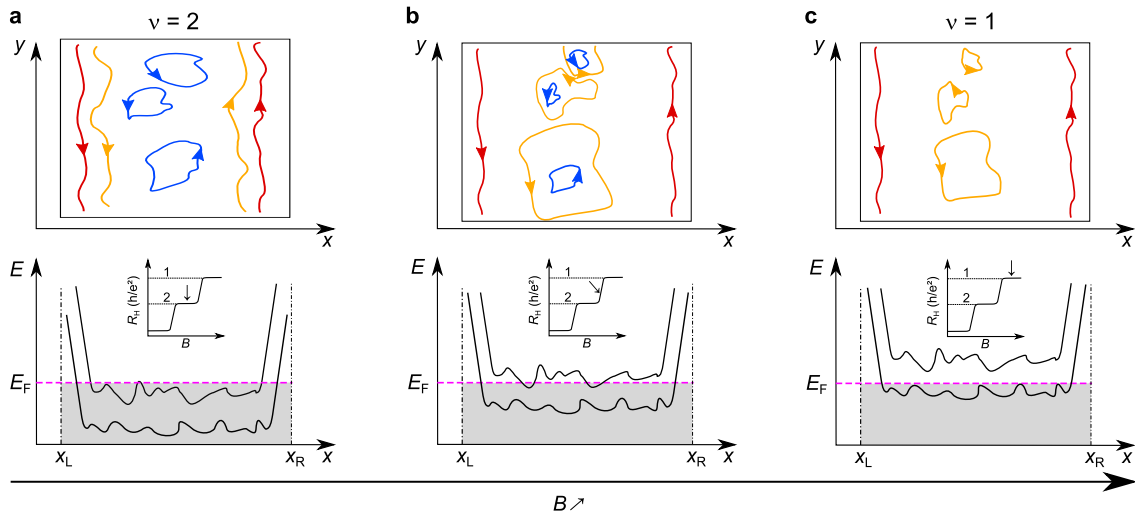 a
ν = 2
y
x
b
y
x
c
ν = 1
y
x
E
E_F
x_L
x_R
x
R_H (h/e²)
1
2
B
E
E_F
x_L
x_R
x
R_H (h/e²)
1
2
B
E
E_F
x_L
x_R
x
R_H (h/e²)
1
2
B
B↗